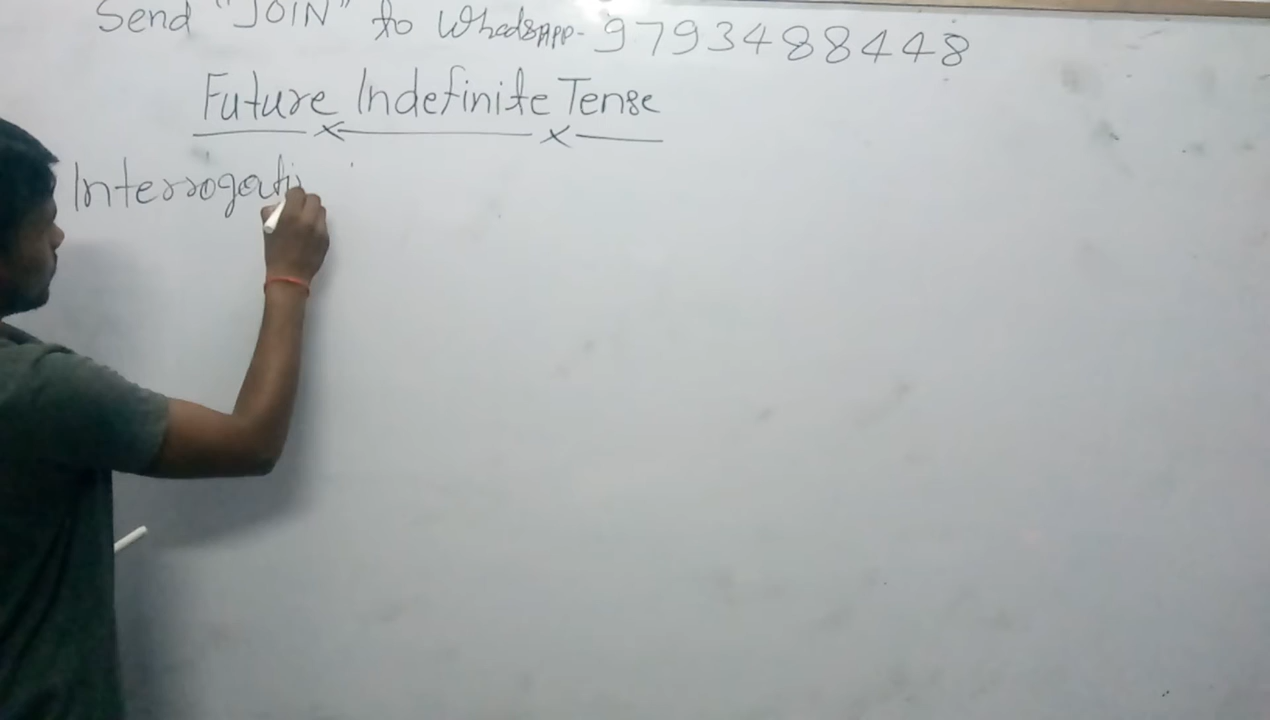 Send "JOIN" to WhatsApp- 9793488448
Future Indefinite Tense
Interrogati